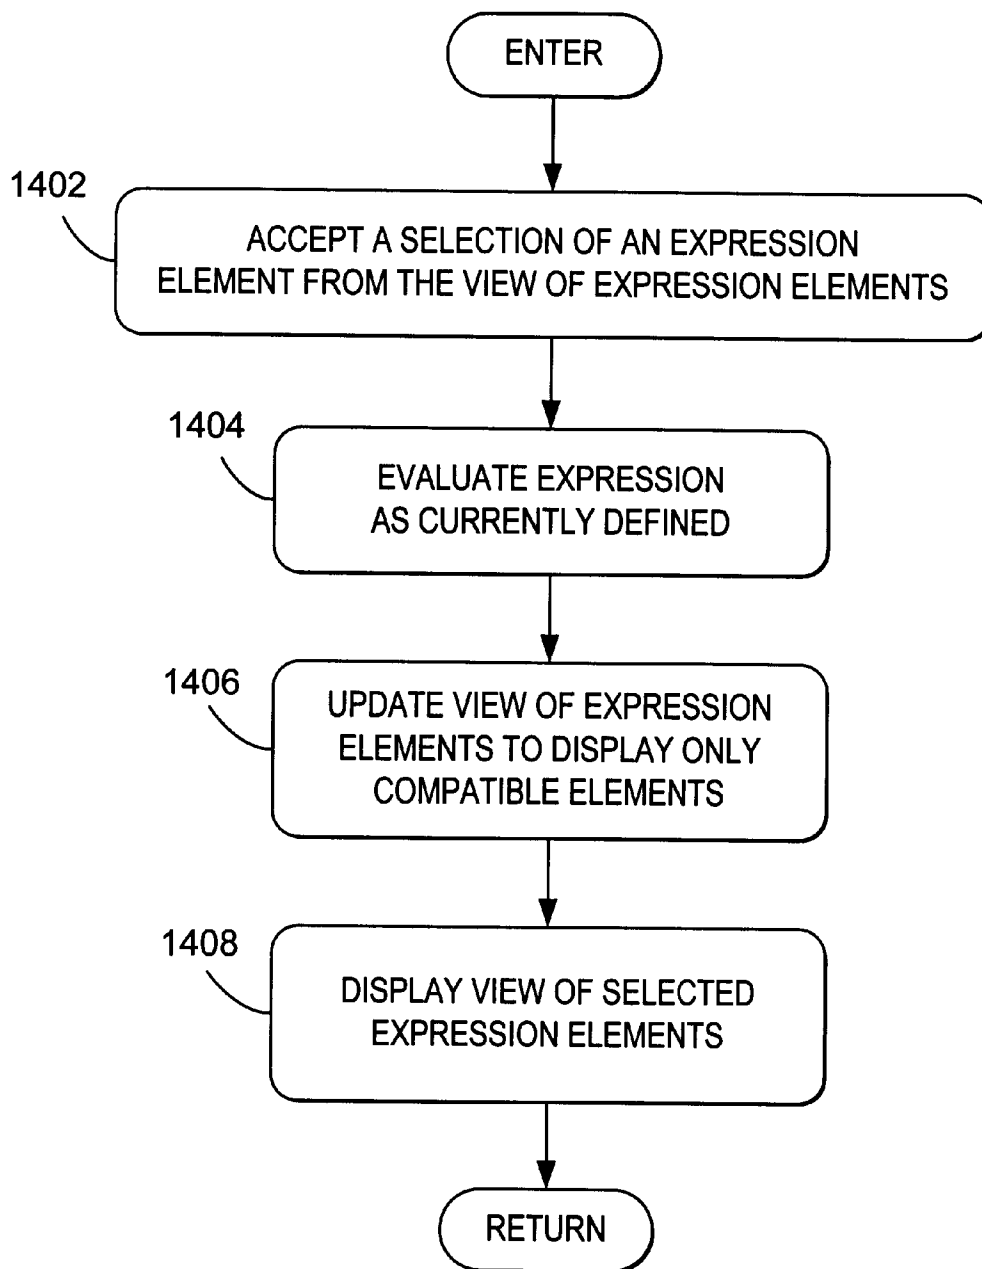 ENTER
1402
ACCEPT A SELECTION OF AN EXPRESSION
ELEMENT FROM THE VIEW OF EXPRESSION ELEMENTS
1404
EVALUATE EXPRESSION
AS CURRENTLY DEFINED
1406
UPDATE VIEW OF EXPRESSION
ELEMENTS TO DISPLAY ONLY
COMPATIBLE ELEMENTS
1408
DISPLAY VIEW OF SELECTED
EXPRESSION ELEMENTS
RETURN